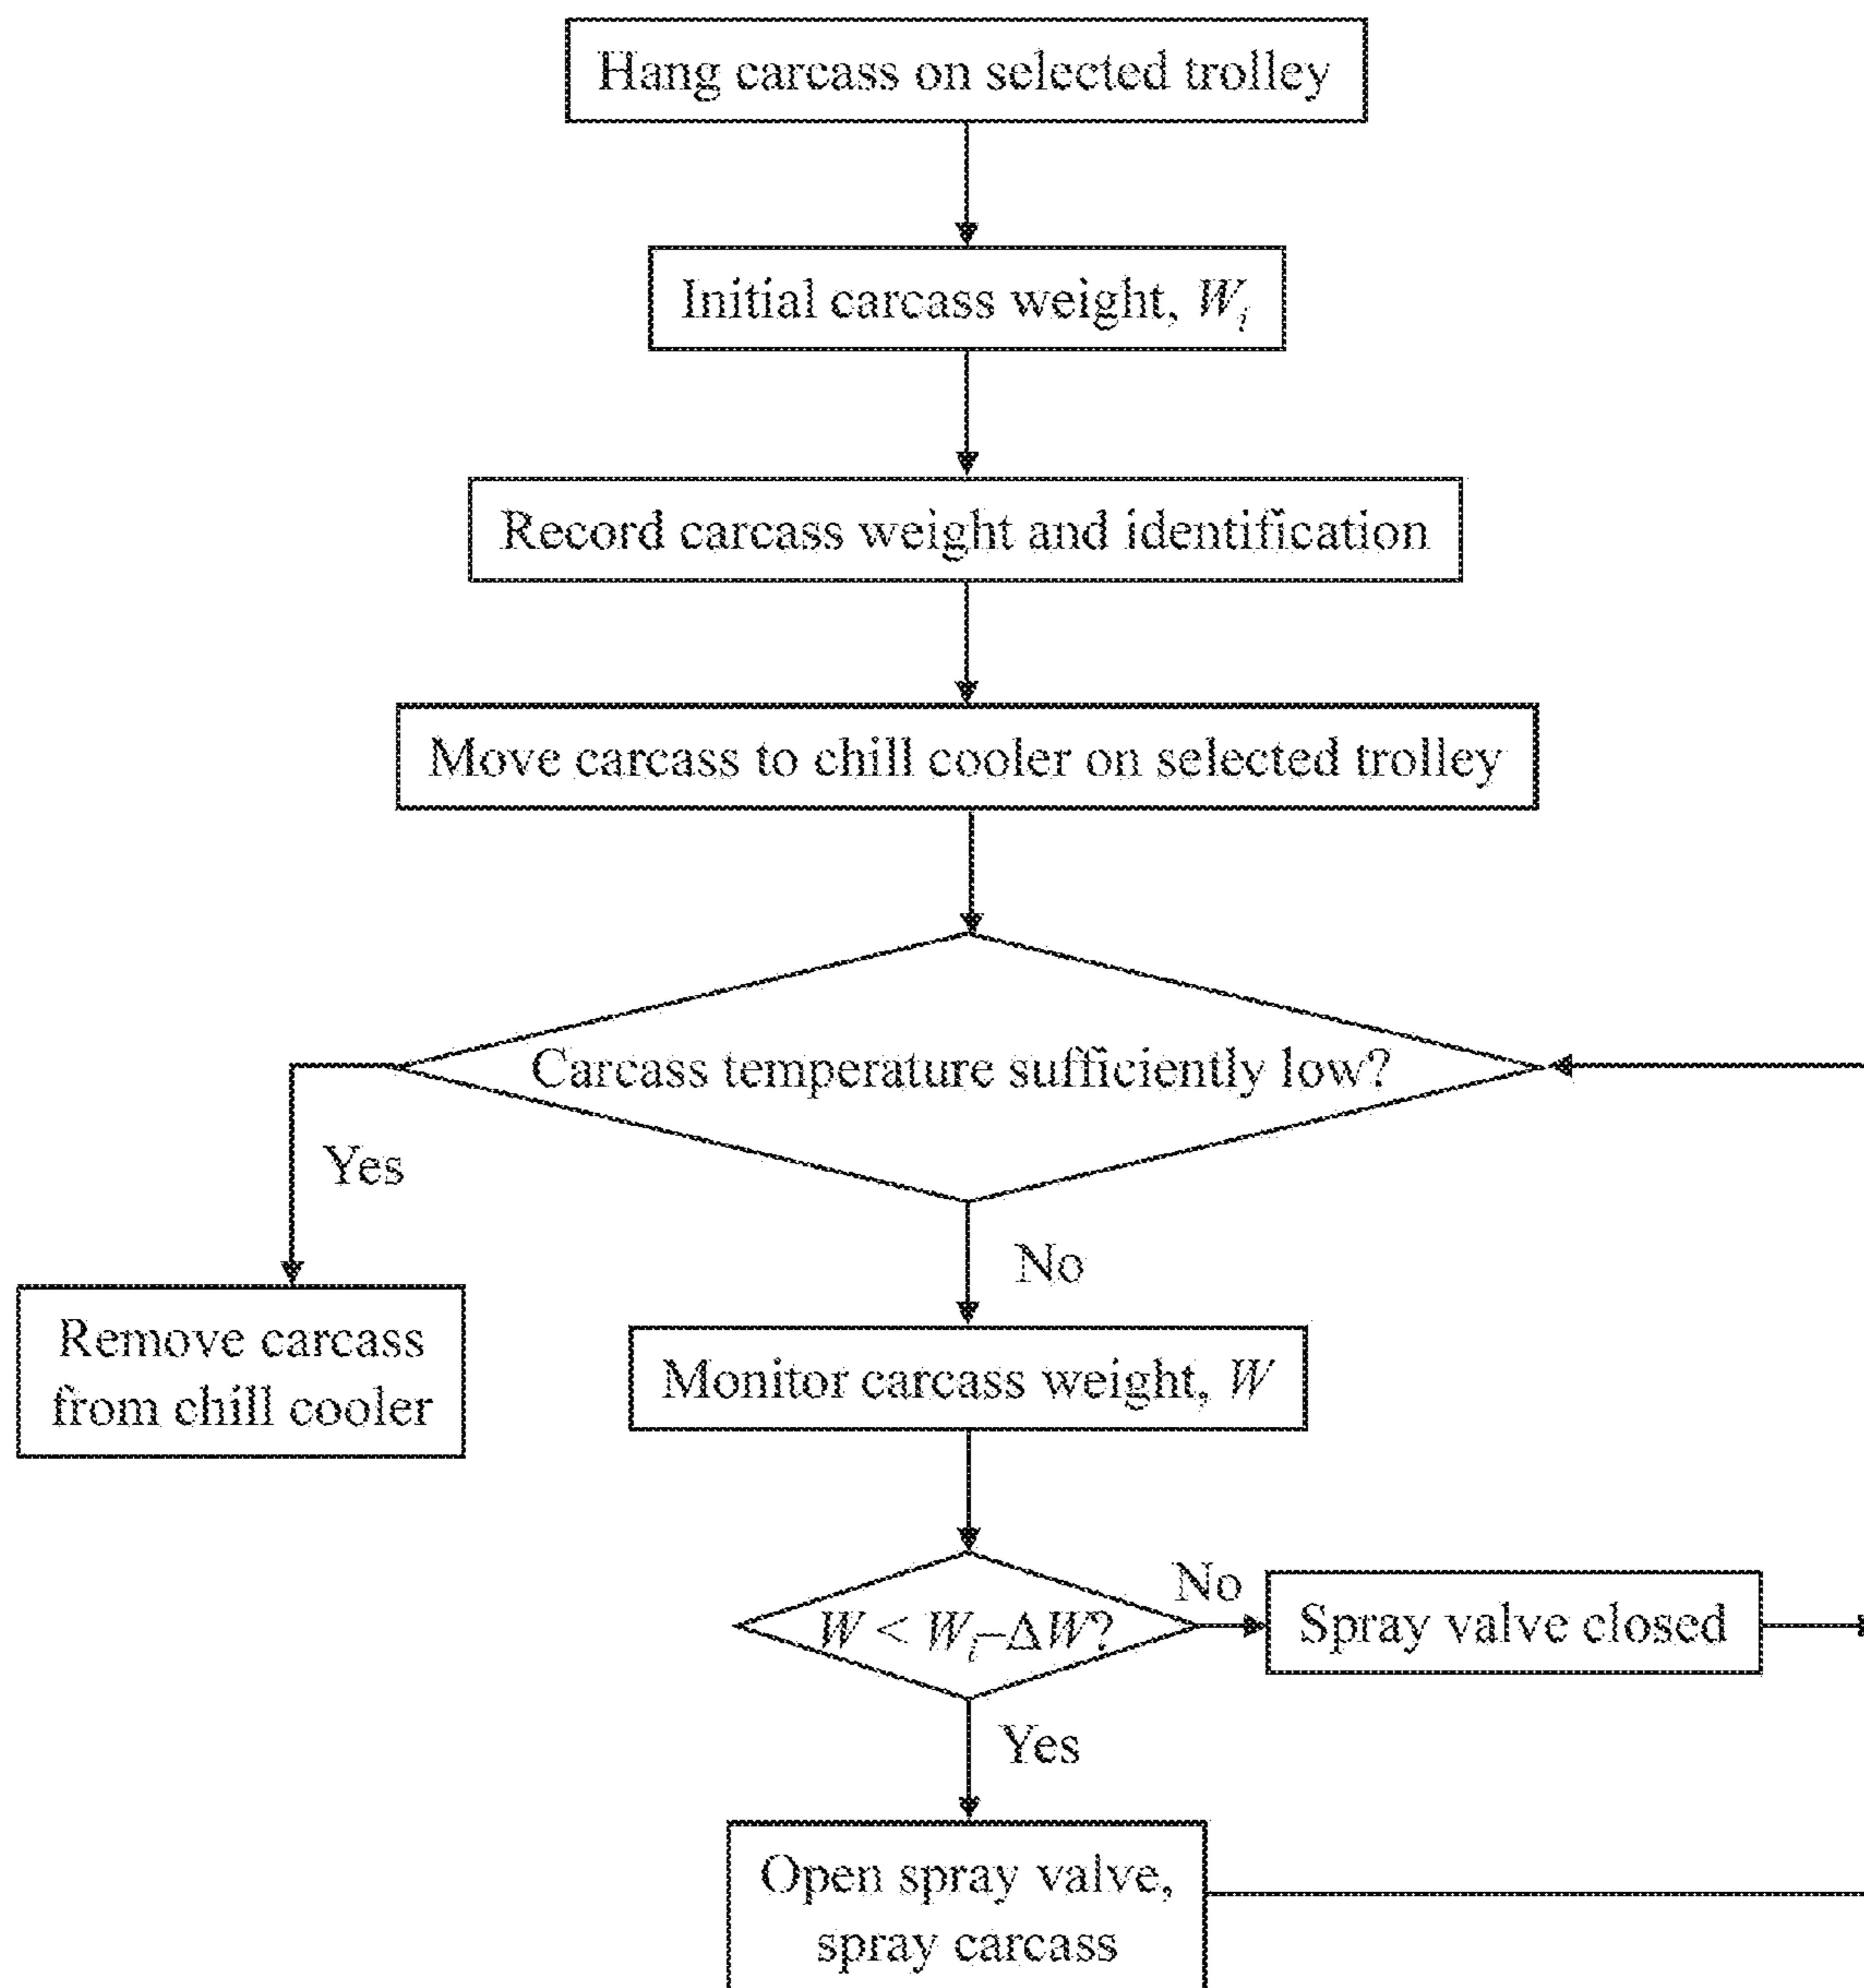 Hang carcass on selected trolley
Initial carcass weight, Wᵢ
Record carcass weight and identification
Move carcass to chill cooler on selected trolley
Carcass temperature sufficiently low?
Yes
No
Remove carcass
from chill cooler
Monitor carcass weight, W
No
W < Wᵢ–ΔW?
Spray valve closed
Yes
Open spray valve,
spray carcass